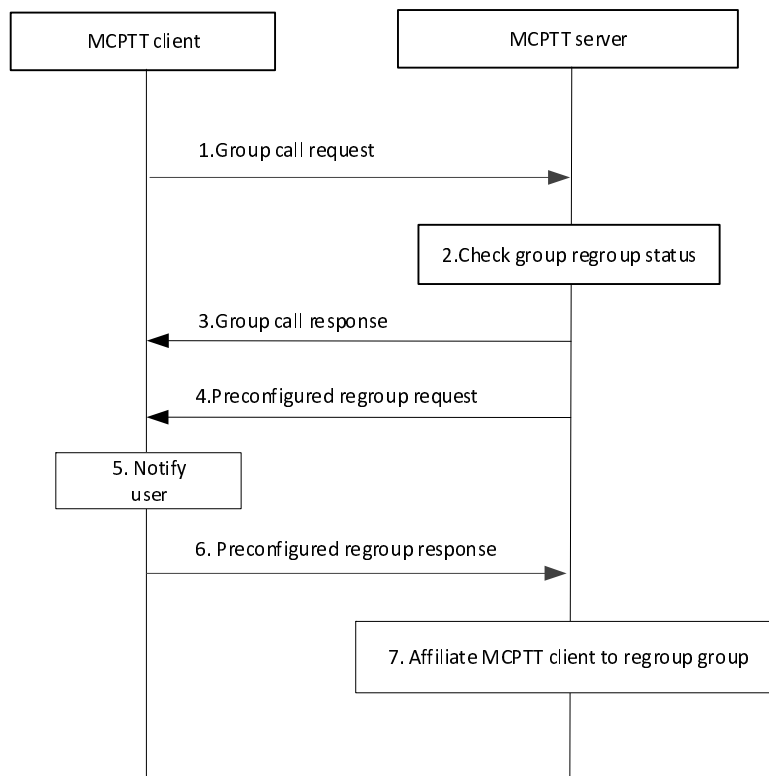 MCPTT client
MCPTT server
1.Group call request
2.Check group regroup status
3.Group call response
4.Preconfigured regroup request
5. Notify
user
6. Preconfigured regroup response
7. Affiliate MCPTT client to regroup group